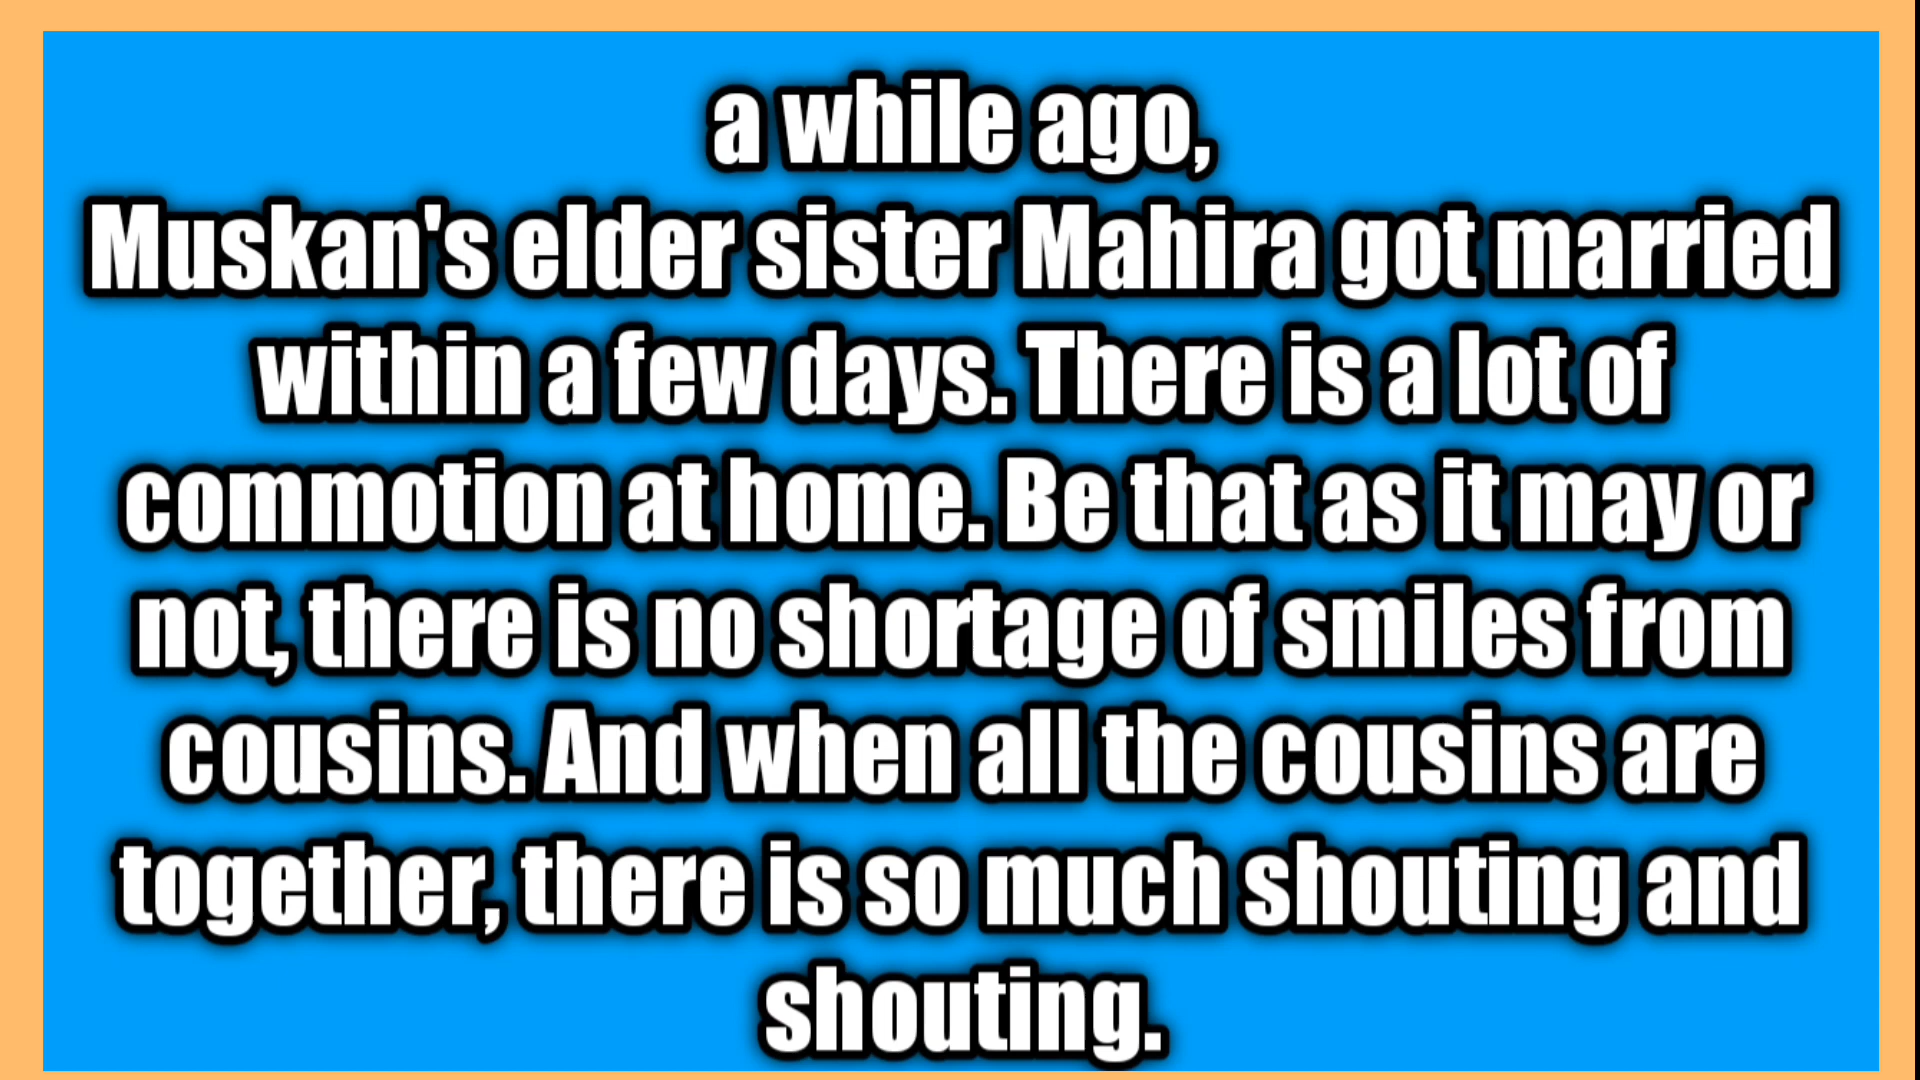 a while ago,
Muskan's elder sister Mahira got married
within a few days. There is a lot of
commotion at home. Be that as it may or
not, there is no shortage of smiles from
cousins. And when all the cousins are
together, there is so much shouting and
shouting.